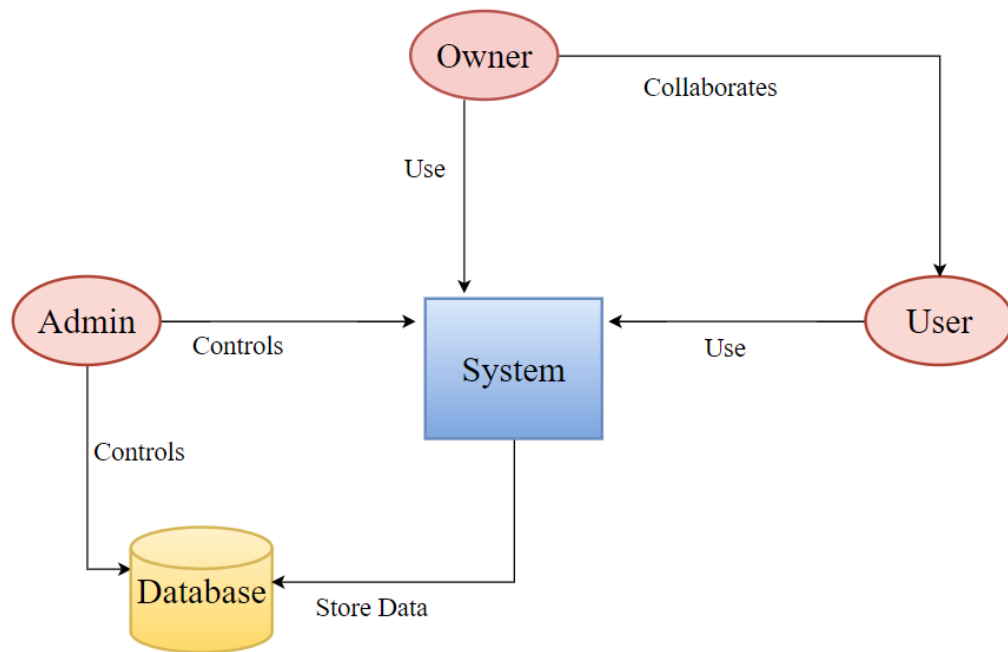 Owner
Collaborates
Use
Admin
Controls
System
Use
User
Controls
Database
Store Data